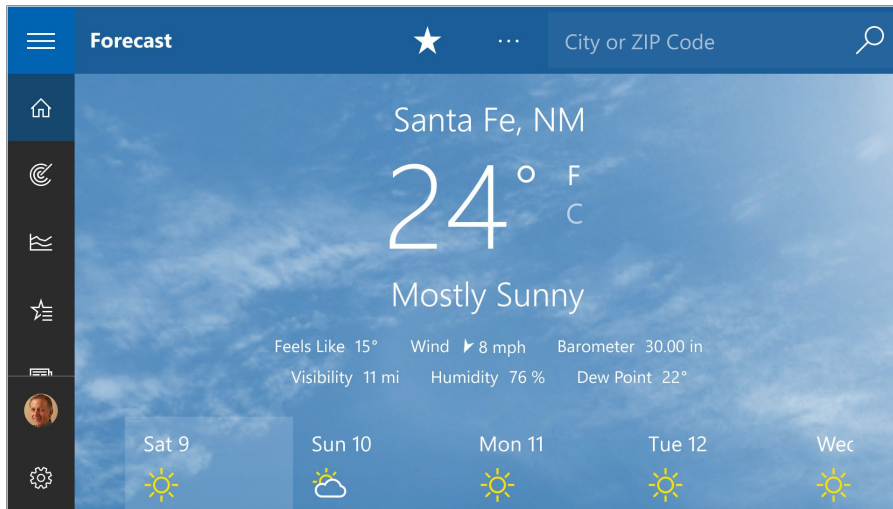 Forecast ... City or ZIP Code
Santa Fe, NM
24° F
C
Mostly Sunny
Feels Like 15° Wind 8 mph Barometer 30.00 in
Visibility 11 mi Humidity 76 % Dew Point 22°
Sat 9 Sun 10 Mon 11 Tue 12 Wed